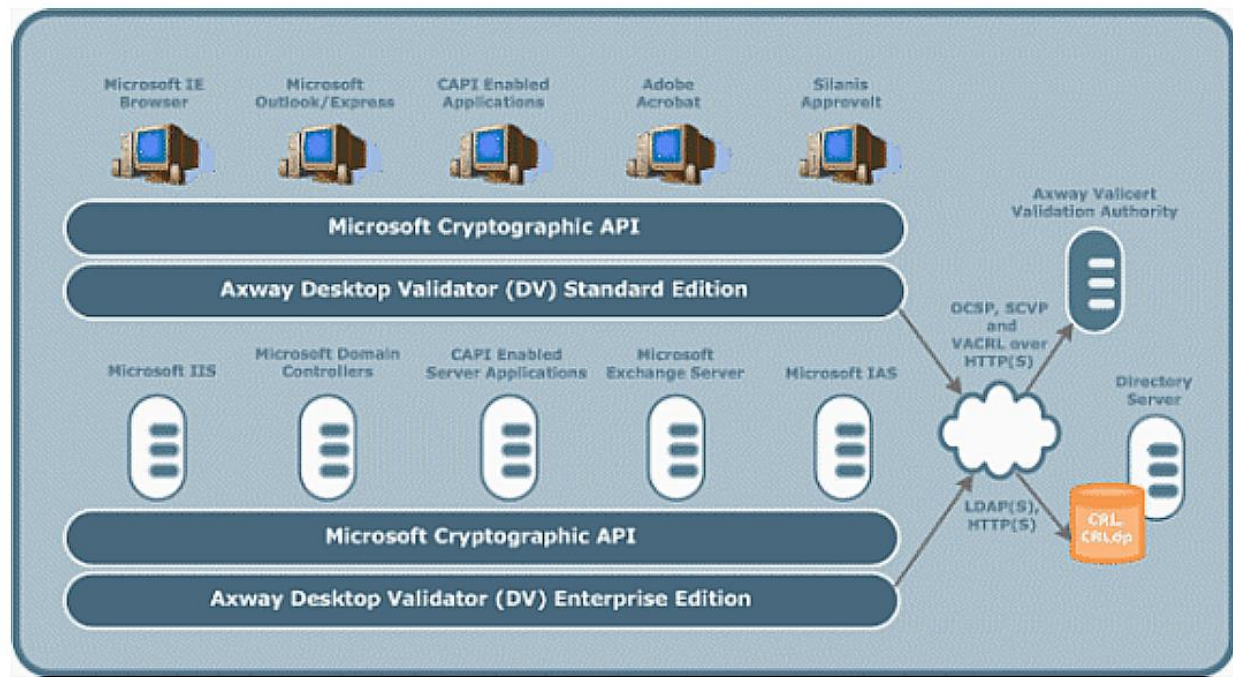 Microsoft IE
Browser
Microsoft
Outlook/Express
CAPI Enabled
Applications
Adobe
Acrobat
Silanis
ApproveIt
Microsoft Cryptographic API
Axway Desktop Validator (DV) Standard Edition
Axway Valicert
Validation Authority
OCSP, SCVP
and
VACRL over
HTTP(S)
Microsoft IIS
Microsoft Domain
Controllers
CAPI Enabled
Server Applications
Microsoft
Exchange Server
Microsoft IAS
Directory
Server
LDAP(S),
HTTP(S)
CRL
CRLdp
Microsoft Cryptographic API
Axway Desktop Validator (DV) Enterprise Edition